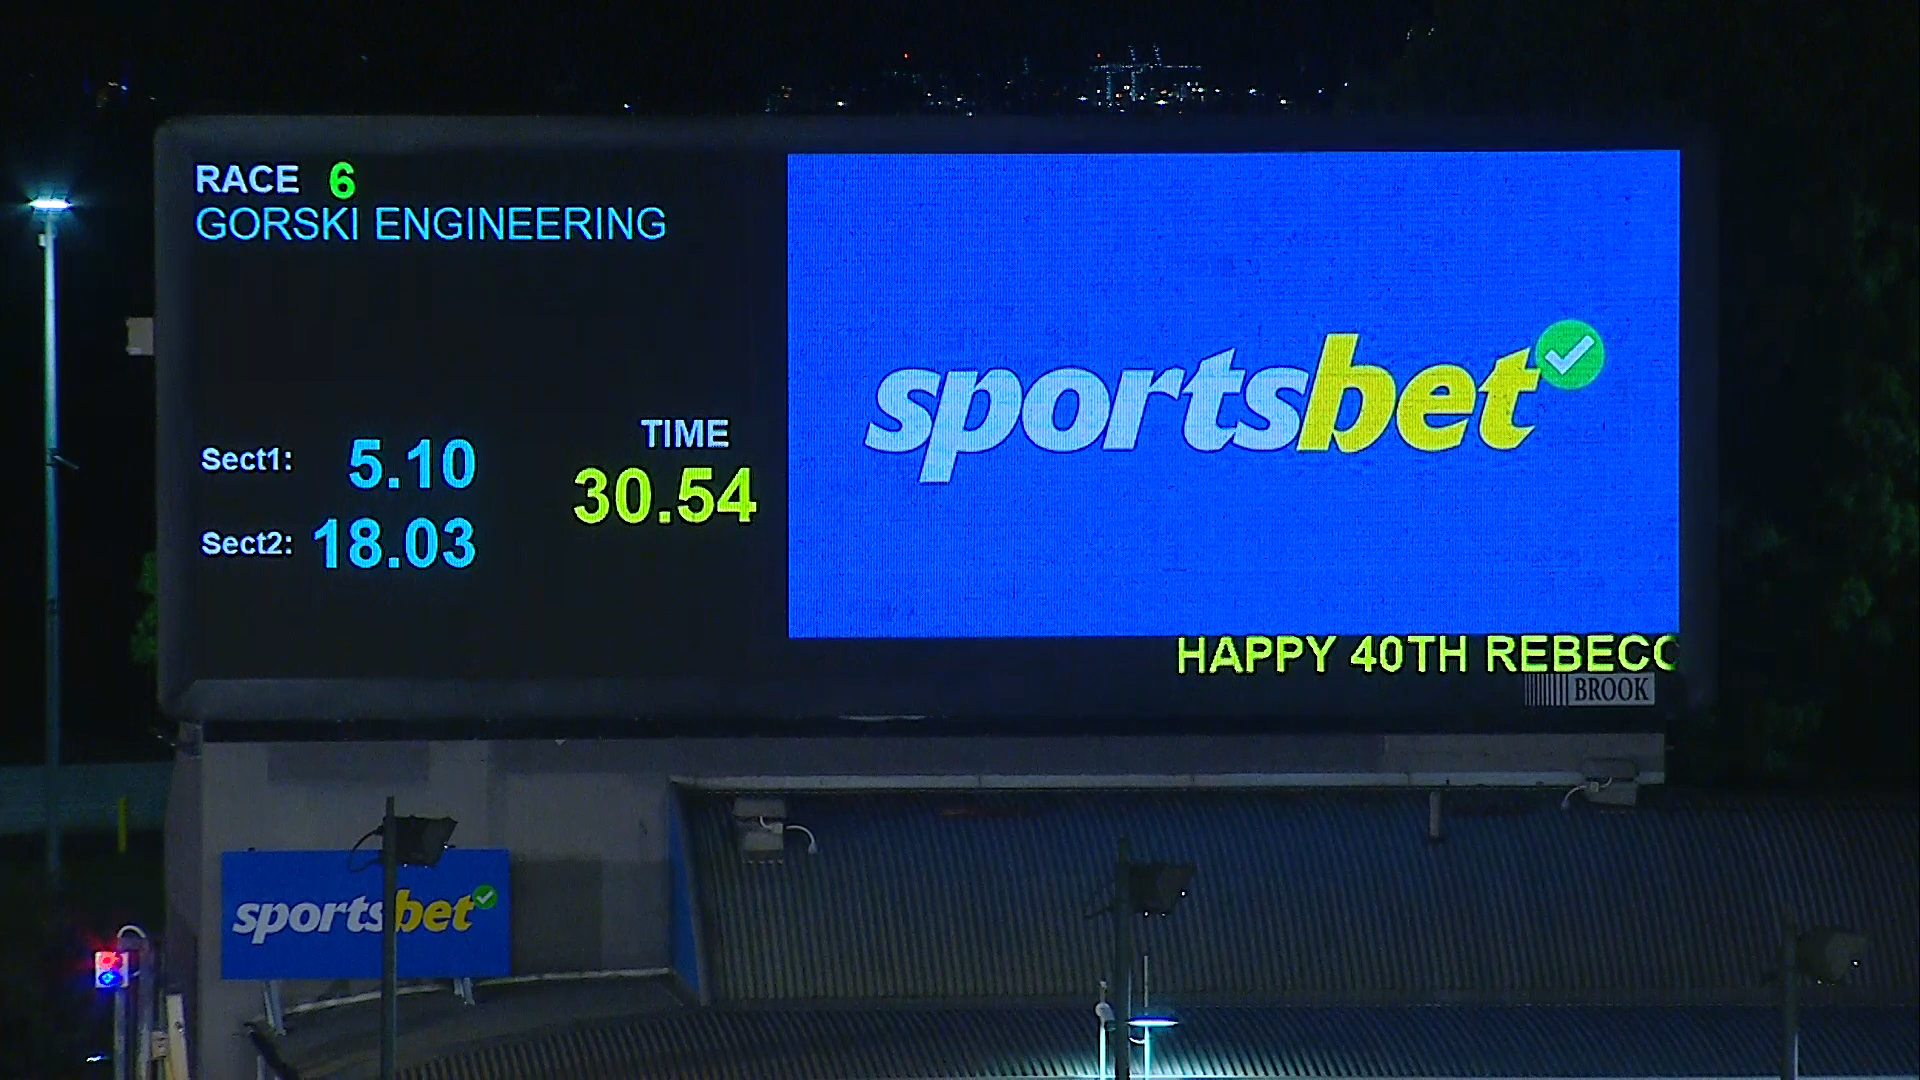 RACE 6
GORSKI ENGINEERING
Sect1: 5.10
Sect2: 18.03
TIME
30.54
sportsbet
HAPPY 40TH REBECC
BROOK
sportsbet